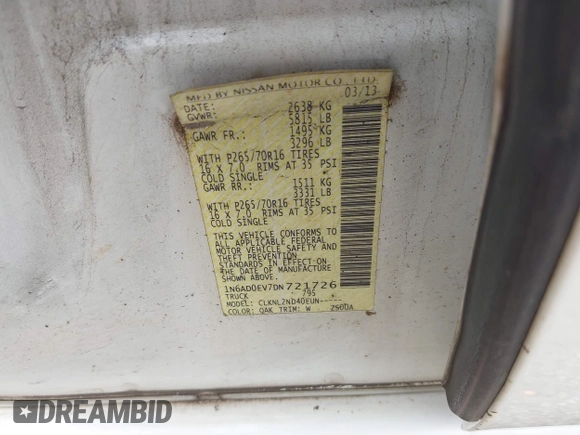 MFD BY NISSAN MOTOR CO., LTD.
DATE: 03/13
GVWR: 2638 KG
5815 LB
GAWR FR.: 1495 KG
3296 LB
WITH P265/70R16 TIRES
16 X 7.0 RIMS AT 35 PSI
COLD SINGLE
GAWR RR.: 1511 KG
3331 LB
WITH P265/70R16 TIRES
16 X 7.0 RIMS AT 35 PSI
COLD SINGLE
THIS VEHICLE CONFORMS TO
ALL APPLICABLE FEDERAL
MOTOR VEHICLE SAFETY AND
THEFT PREVENTION
STANDARDS IN EFFECT ON
THE DATE OF MANUFACTURE
SHOWN ABOVE.
1N6AD0EV7DN721726
TRUCK 795
MODEL: CLKNL2ND40EUN-----
COLOR: QAK TRIM: W Z50UA
DREAMBID